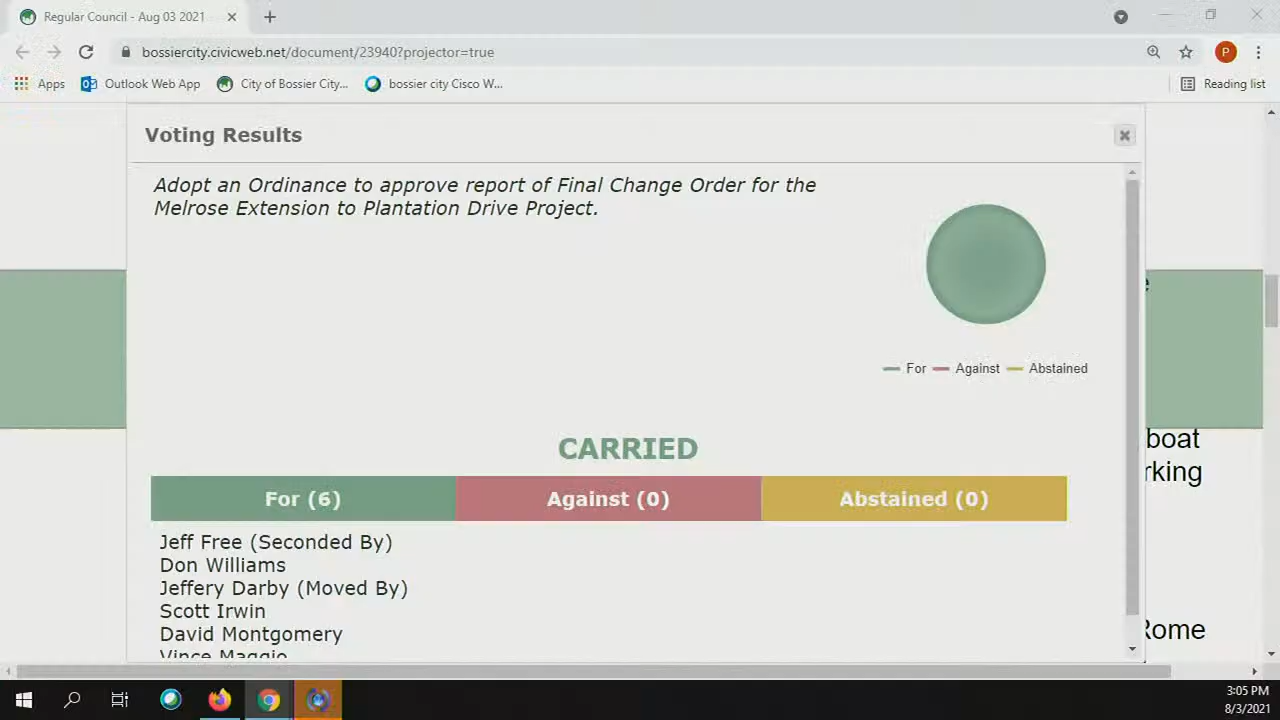 Regular Council - Aug 03 2021
bossiercity.civicweb.net/document/23940?projector=true
P
Apps
Outlook Web App
City of Bossier City...
bossier city Cisco W...
Reading list
Voting Results
Adopt an Ordinance to approve report of Final Change Order for the
Melrose Extension to Plantation Drive Project.
For
Against
Abstained
CARRIED
For (6)
Against (0)
Abstained (0)
Jeff Free (Seconded By)
Don Williams
Jeffery Darby (Moved By)
Scott Irwin
David Montgomery
Vince Maggio
boat
rking
Rome
3:05 PM
8/3/2021